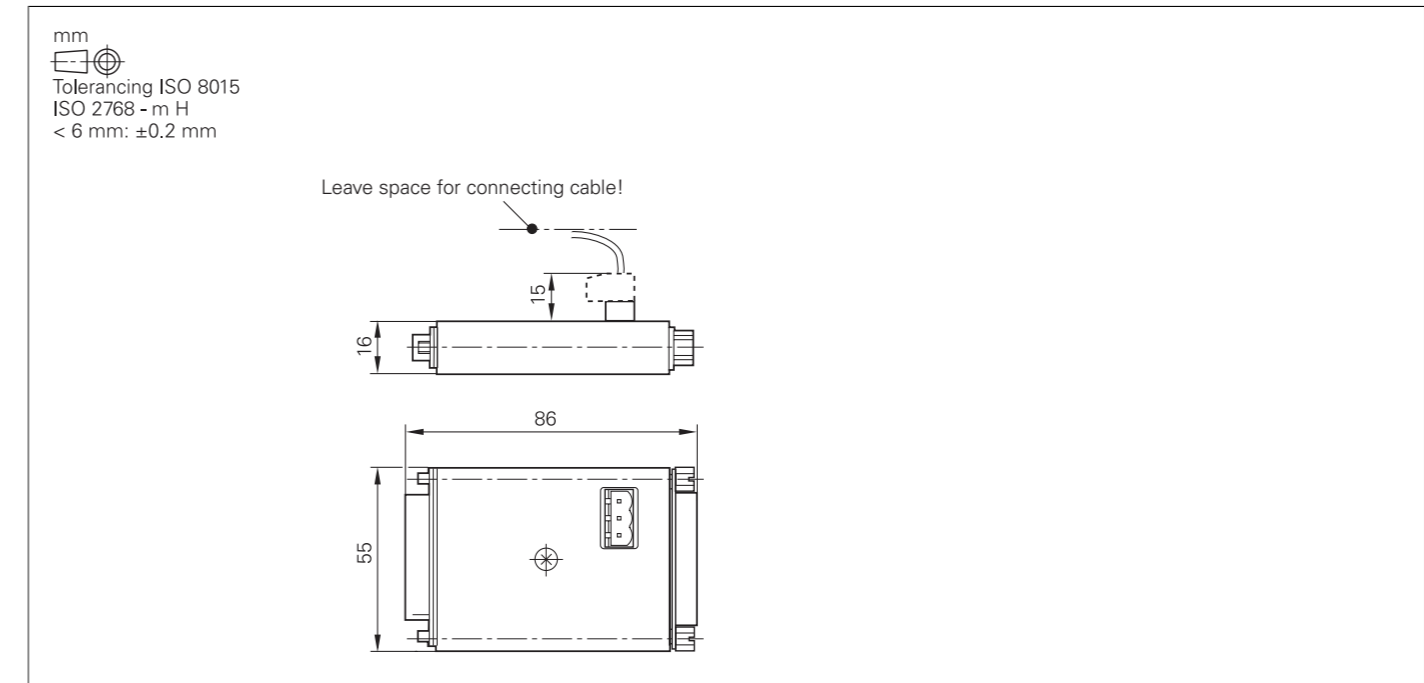 mm
Tolerancing ISO 8015
ISO 2768 - m H
< 6 mm: ±0.2 mm
Leave space for connecting cable!
15
16
86
55